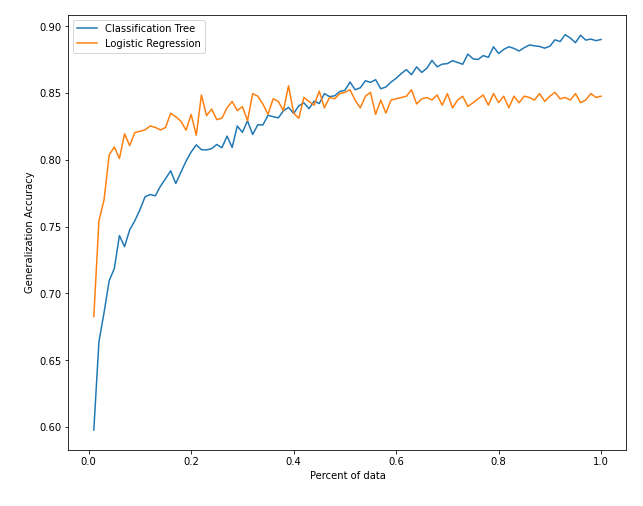 Classification Tree
Logistic Regression
0.90
0.85
0.80
0.75
0.70
0.65
0.60
Generalization Accuracy
0.0 0.2 0.4 0.6 0.8 1.0
Percent of data